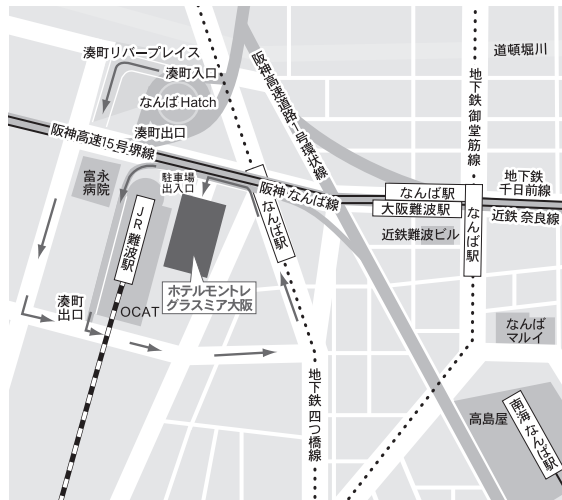 湊町リバープレイス
湊町入口
なんばHatch
湊町出口
阪神高速15号堺線
富永
病院
駐車場
出入口
JR難波駅
OCAT
ホテルモントレ
グラスミア大阪
湊町
出口
阪神高速道路1号環状線
阪神なんば線
なんば駅
地下鉄四つ橋線
道頓堀川
地下鉄御堂筋線
地下鉄
千日前線
なんば駅
大阪難波駅
近鉄 奈良線
近鉄難波ビル
なんば駅
なんば
マルイ
高島屋
南海なんば駅